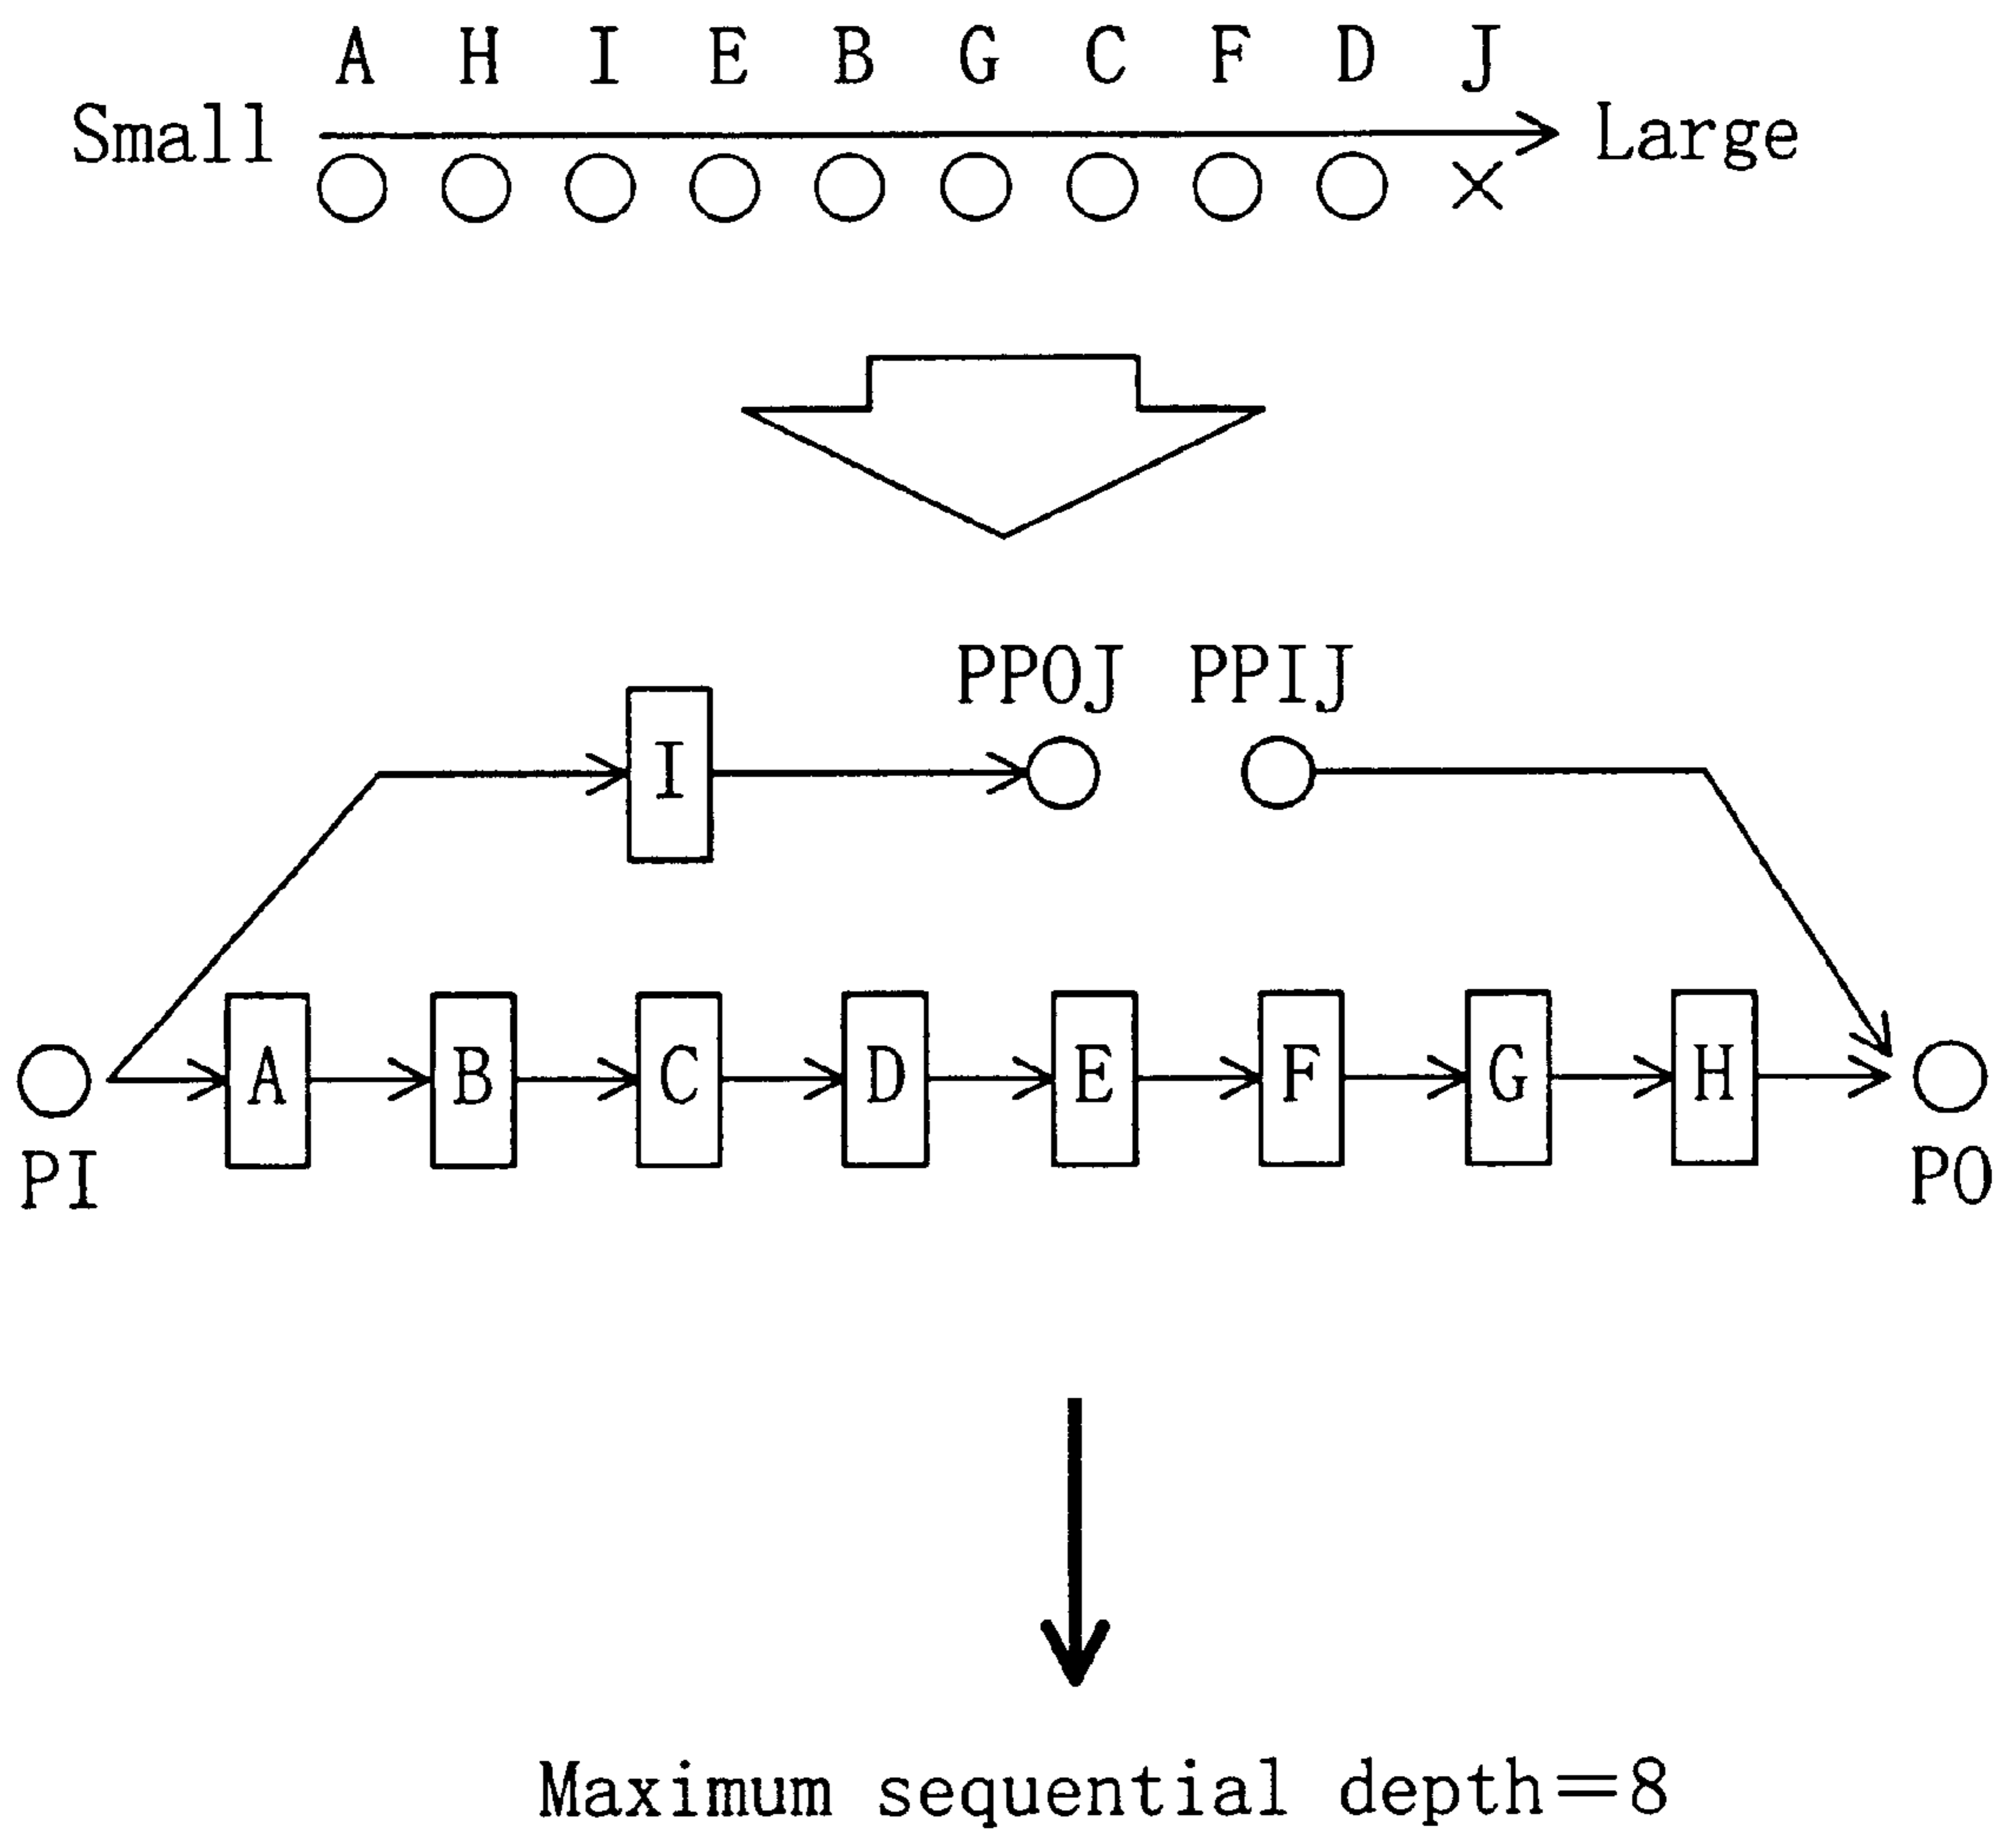 A H I E B G C F D J
Small Large
PPOJ PPIJ
I
A B C D E F G H
PI PO
Maximum sequential depth=8